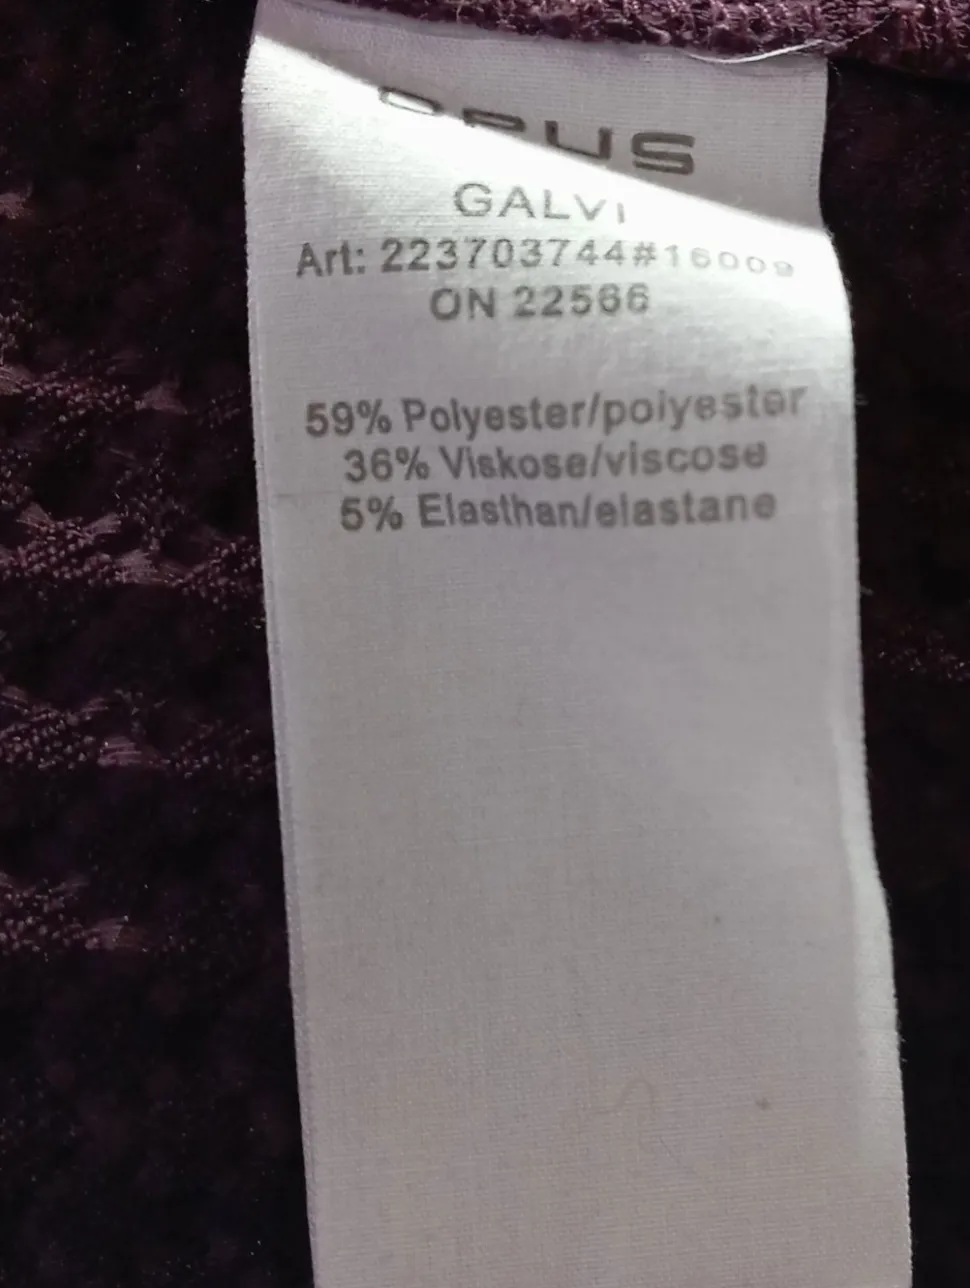 OPUS
GALVI
Art: 223703744#16009
ON 22566
59% Polyester/polyester
36% Viskose/viscose
5% Elasthan/elastane